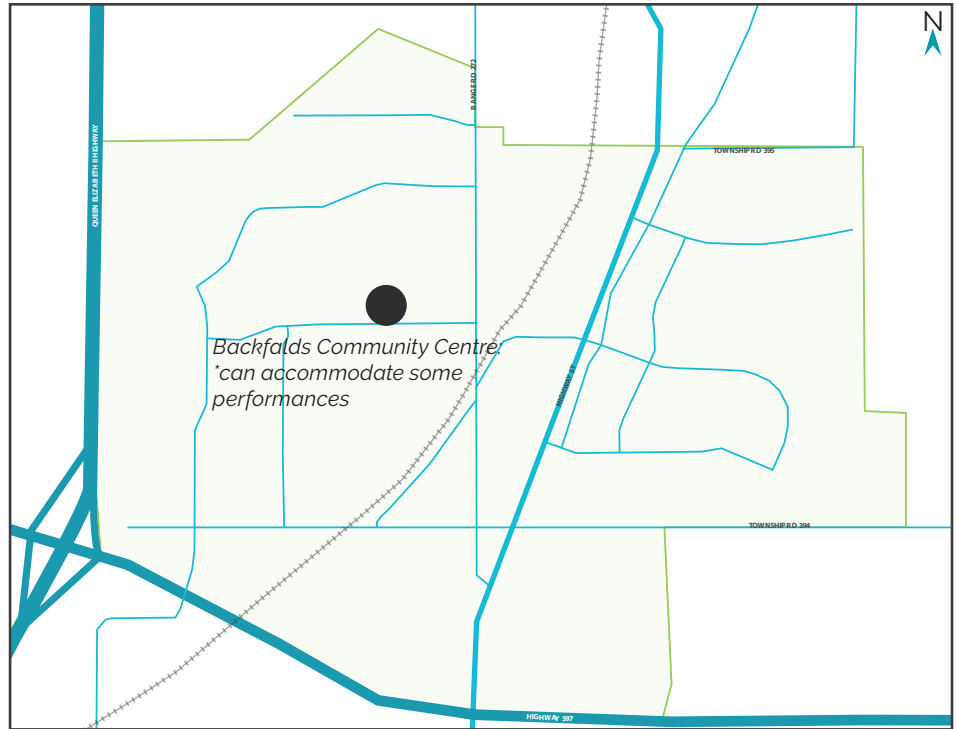 N
RANGE RD 272
QUEEN ELIZABETH II HIGHWAY
TOWNSHIP RD 395
Backfalds Community Centre:
*can accommodate some
performances
HIGHWAY ST
TOWNSHIP RD 394
HIGHWAY 597